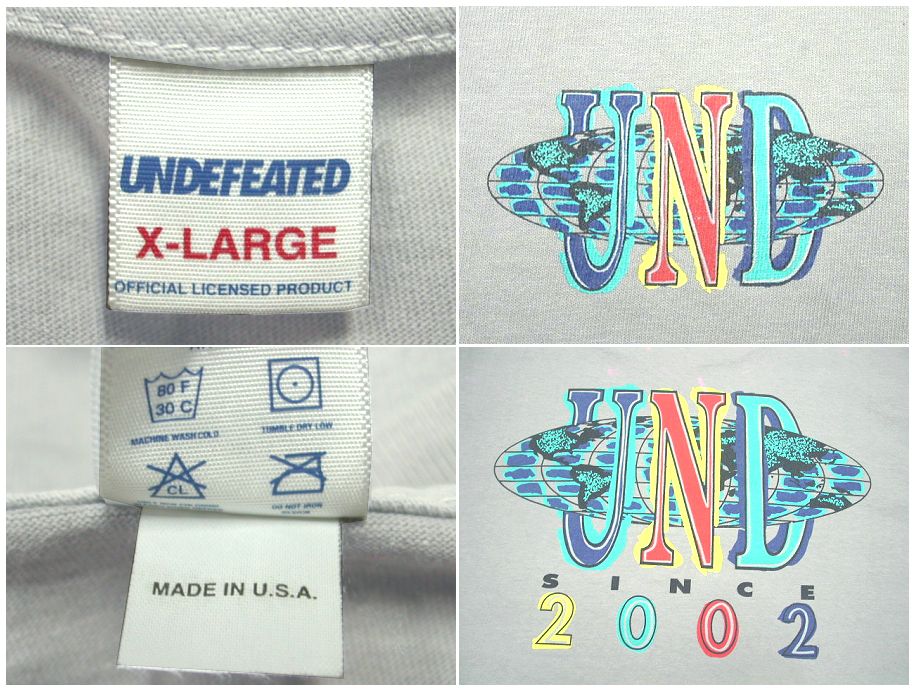 UNDEFEATED
X-LARGE
OFFICIAL LICENSED PRODUCT
UND
80 F
30 C
MACHINE WASH COLD
TUMBLE DRY LOW
CL
DO NOT IRON
MADE IN U.S.A.
UND
SINCE
2002